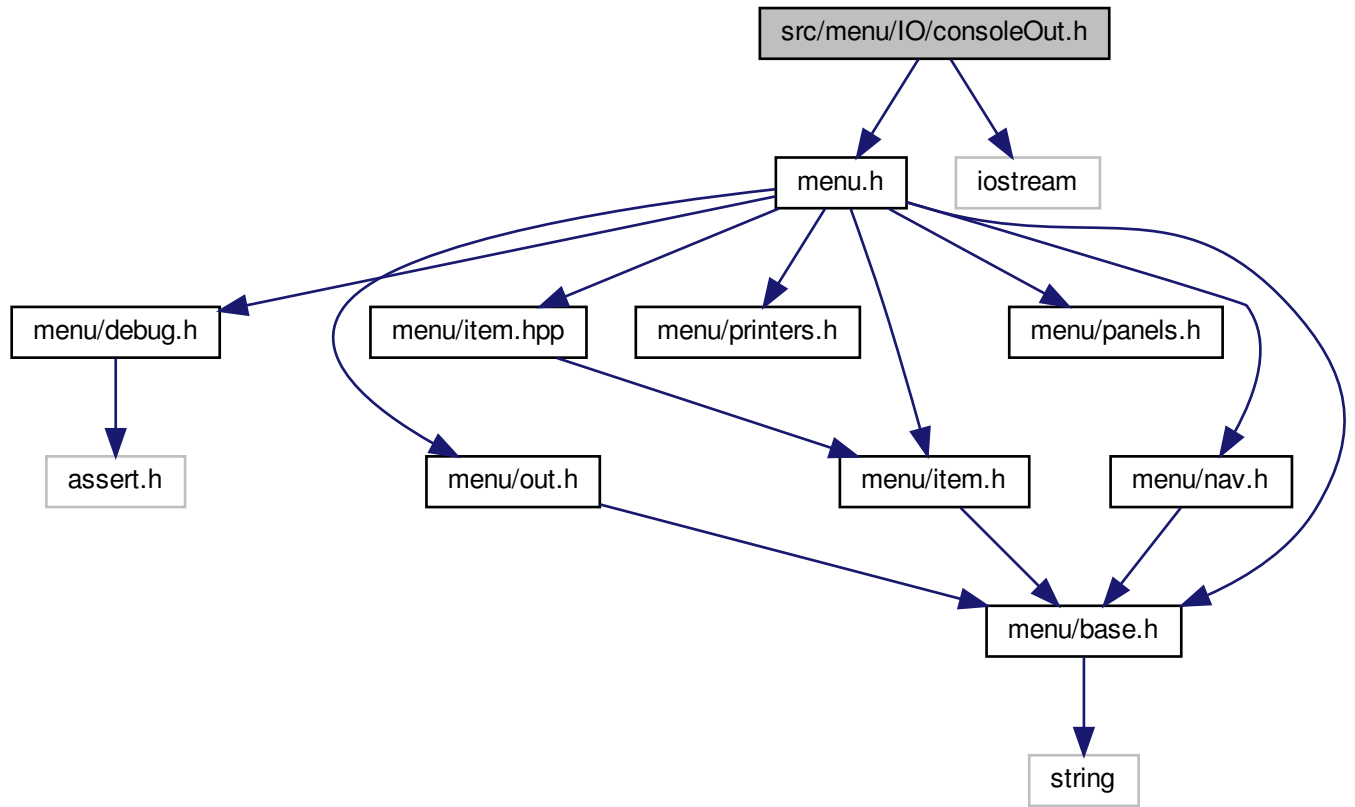 src/menu/IO/consoleOut.h
menu.h
iostream
menu/debug.h
menu/item.hpp
menu/printers.h
menu/panels.h
assert.h
menu/out.h
menu/item.h
menu/nav.h
menu/base.h
string